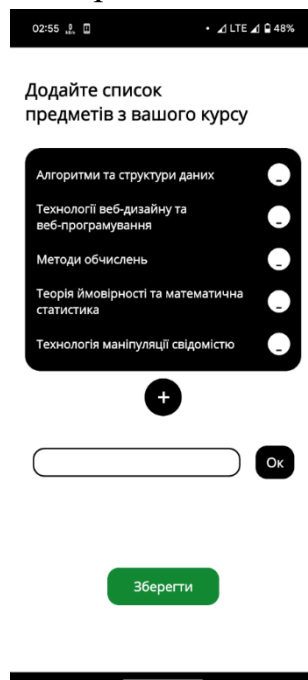 02:55
LTE 48%
Додайте список
предметів з вашого курсу
Алгоритми та структури даних
Технології веб-дизайну та
веб-програмування
Методи обчислень
Теорія ймовірності та математична
статистика
Технологія маніпуляції свідомістю
+
Ок
Зберегти